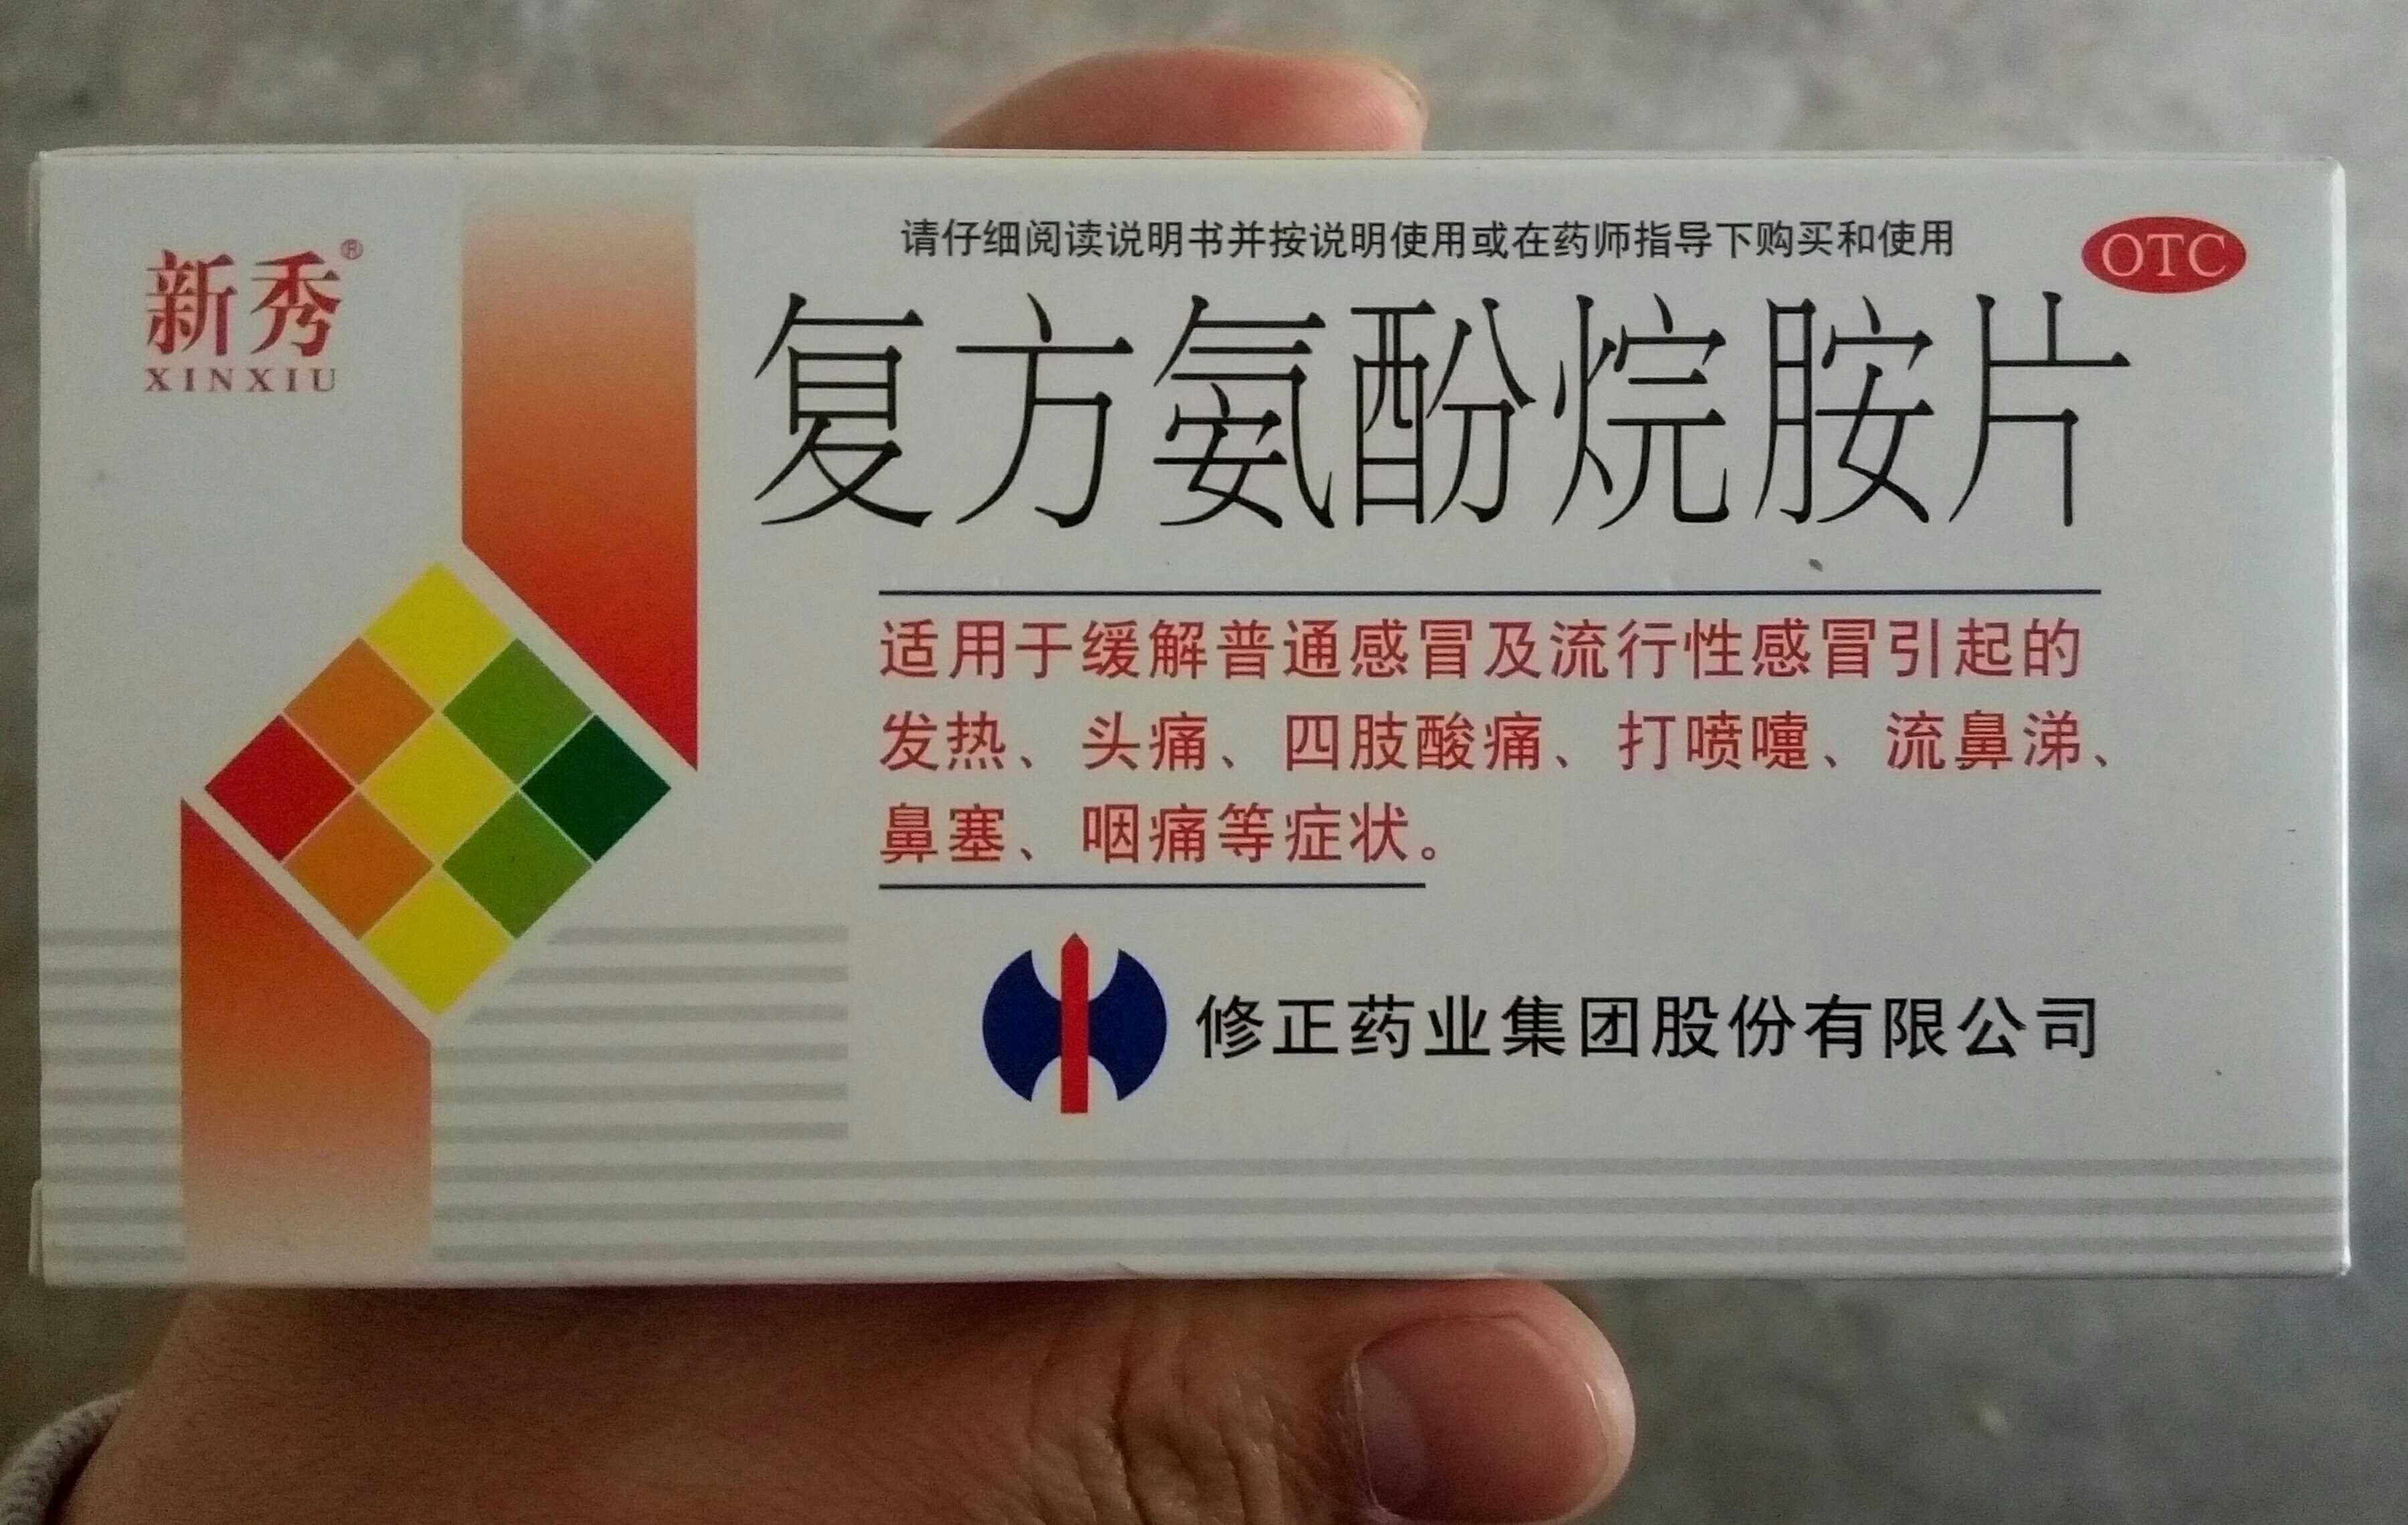 新秀®
XINXIU
请仔细阅读说明书并按说明使用或在药师指导下购买和使用
OTC
复方氨酚烷胺片
适用于缓解普通感冒及流行性感冒引起的
发热、头痛、四肢酸痛、打喷嚏、流鼻涕、
鼻塞、咽痛等症状。
修正药业集团股份有限公司